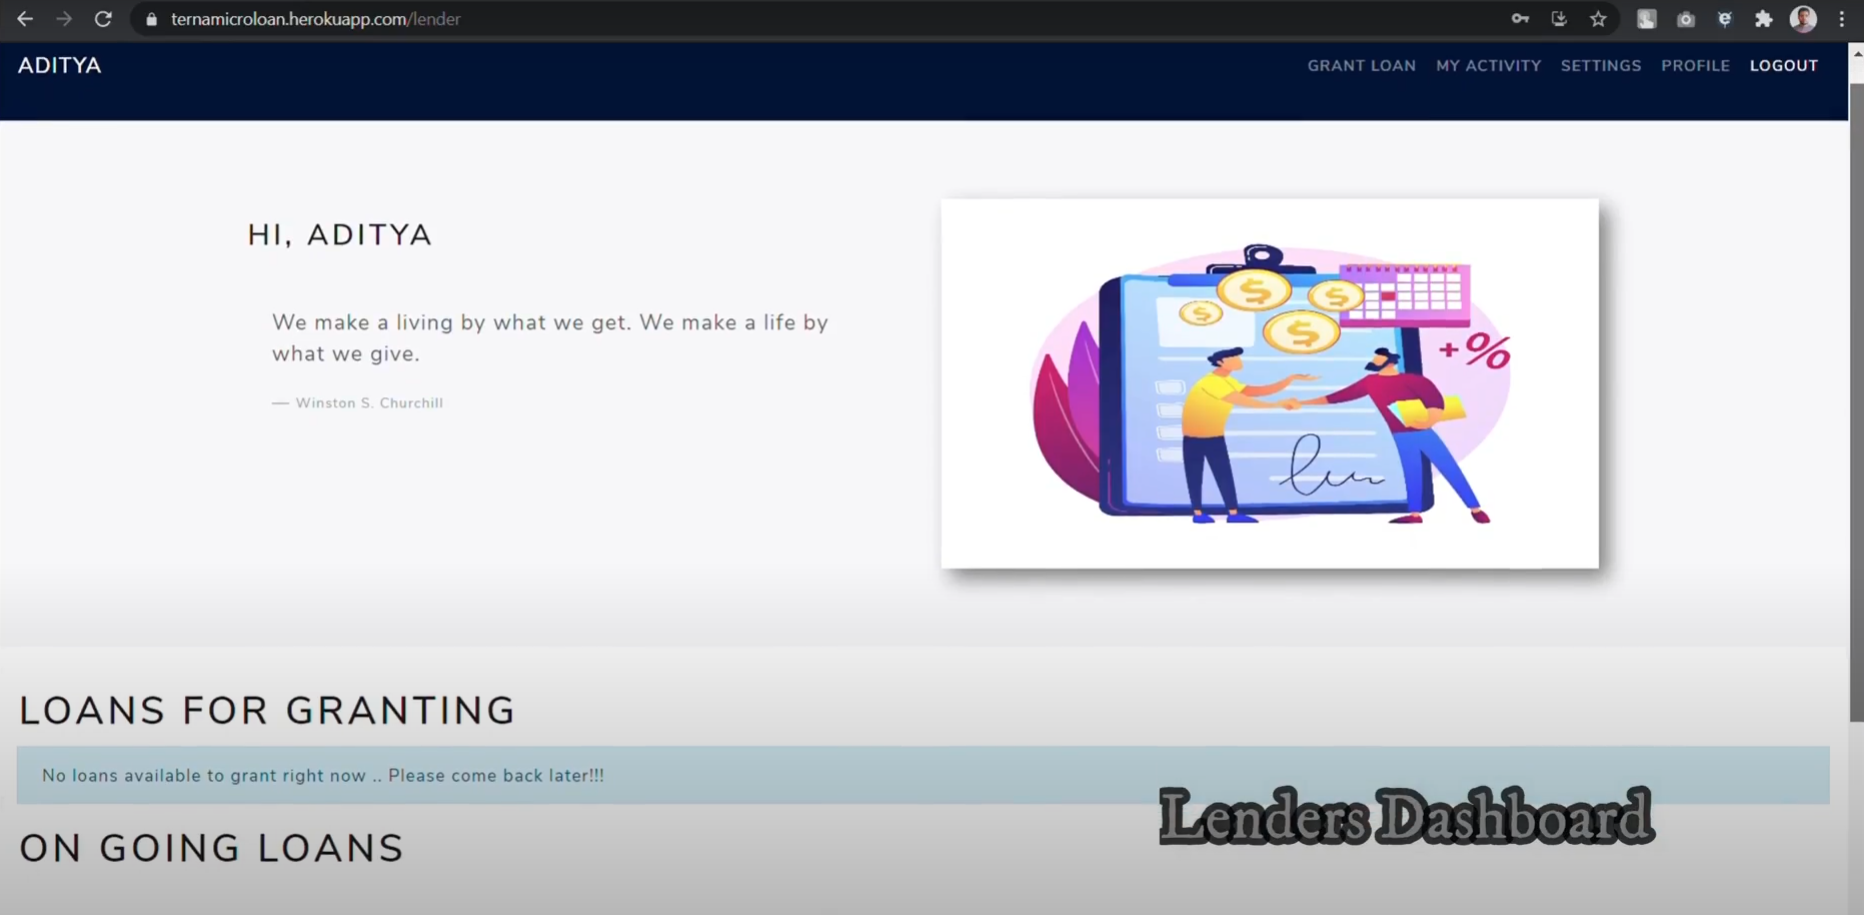 ternamicroloan.herokuapp.com/lender
ADITYA
GRANT LOAN MY ACTIVITY SETTINGS PROFILE LOGOUT
HI, ADITYA
We make a living by what we get. We make a life by
what we give.
— Winston S. Churchill
+%
LOANS FOR GRANTING
No loans available to grant right now .. Please come back later!!!
Lenders Dashboard
ON GOING LOANS